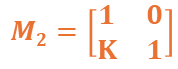 M₂ = [1 0
K 1]